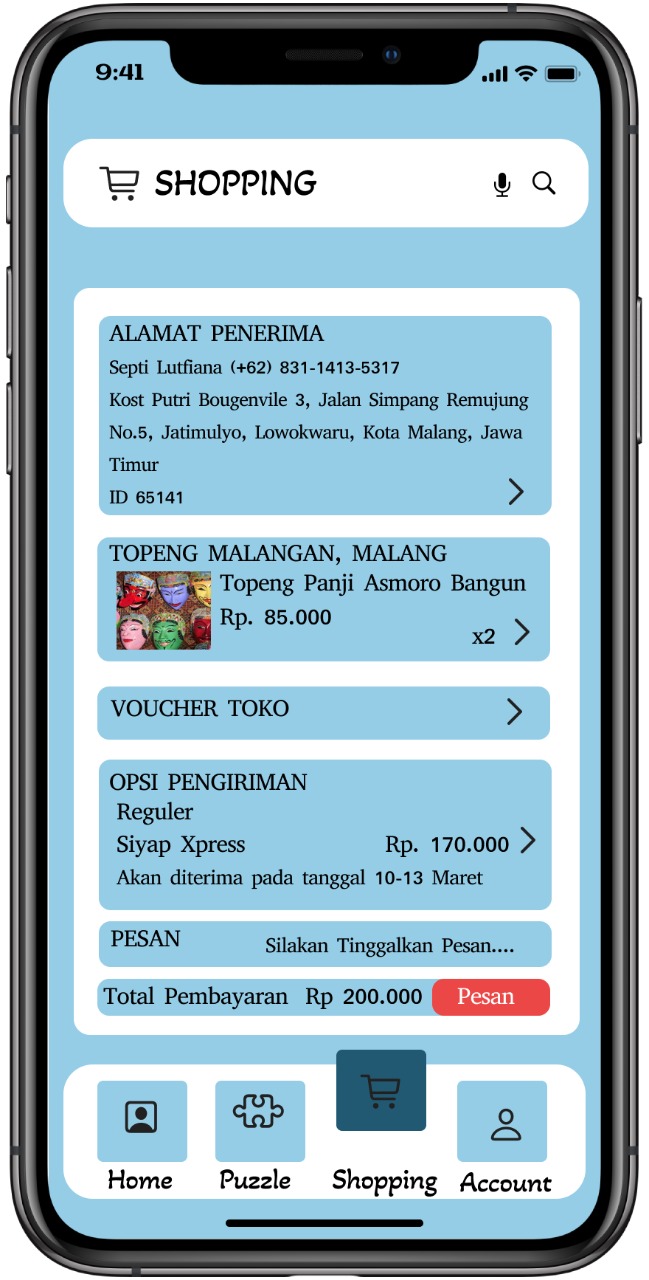 9:41
SHOPPING
ALAMAT PENERIMA
Septi Lutfiana (+62) 831-1413-5317
Kost Putri Bougenvile 3, Jalan Simpang Remujung
No.5, Jatimulyo, Lowokwaru, Kota Malang, Jawa
Timur
ID 65141
TOPENG MALANGAN, MALANG
Topeng Panji Asmoro Bangun
Rp. 85.000
x2
VOUCHER TOKO
OPSI PENGIRIMAN
Reguler
Siyap Xpress Rp. 170.000
Akan diterima pada tanggal 10-13 Maret
PESAN Silakan Tinggalkan Pesan....
Total Pembayaran Rp 200.000 Pesan
Home Puzzle Shopping Account